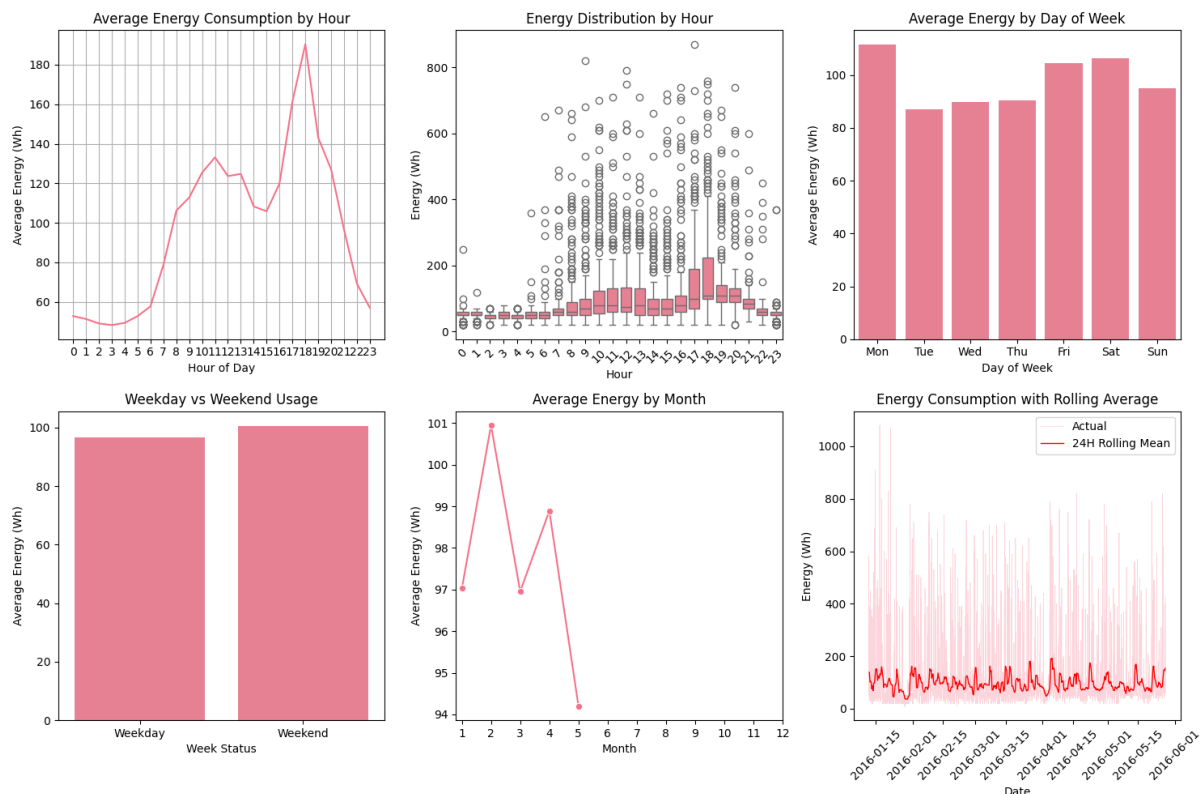 Average Energy Consumption by Hour
Average Energy (Wh)
180
160
140
120
100
80
60
0 1 2 3 4 5 6 7 8 9 10 11 12 13 14 15 16 17 18 19 20 21 22 23
Hour of Day
Energy Distribution by Hour
Energy (Wh)
800
600
400
200
0
0 1 2 3 4 5 6 7 8 9 10 11 12 13 14 15 16 17 18 19 20 21 22 23
Hour
Average Energy by Day of Week
Average Energy (Wh)
100
80
60
40
20
0
Mon Tue Wed Thu Fri Sat Sun
Day of Week
Weekday vs Weekend Usage
Average Energy (Wh)
100
80
60
40
20
0
Weekday Weekend
Week Status
Average Energy by Month
Average Energy (Wh)
101
100
99
98
97
96
95
94
1 2 3 4 5 6 7 8 9 10 11 12
Month
Energy Consumption with Rolling Average
Actual
24H Rolling Mean
Energy (Wh)
1000
800
600
400
200
0
2016-01-15 2016-02-01 2016-02-15 2016-03-01 2016-03-15 2016-04-01 2016-04-15 2016-05-01 2016-05-15 2016-06-01
Date